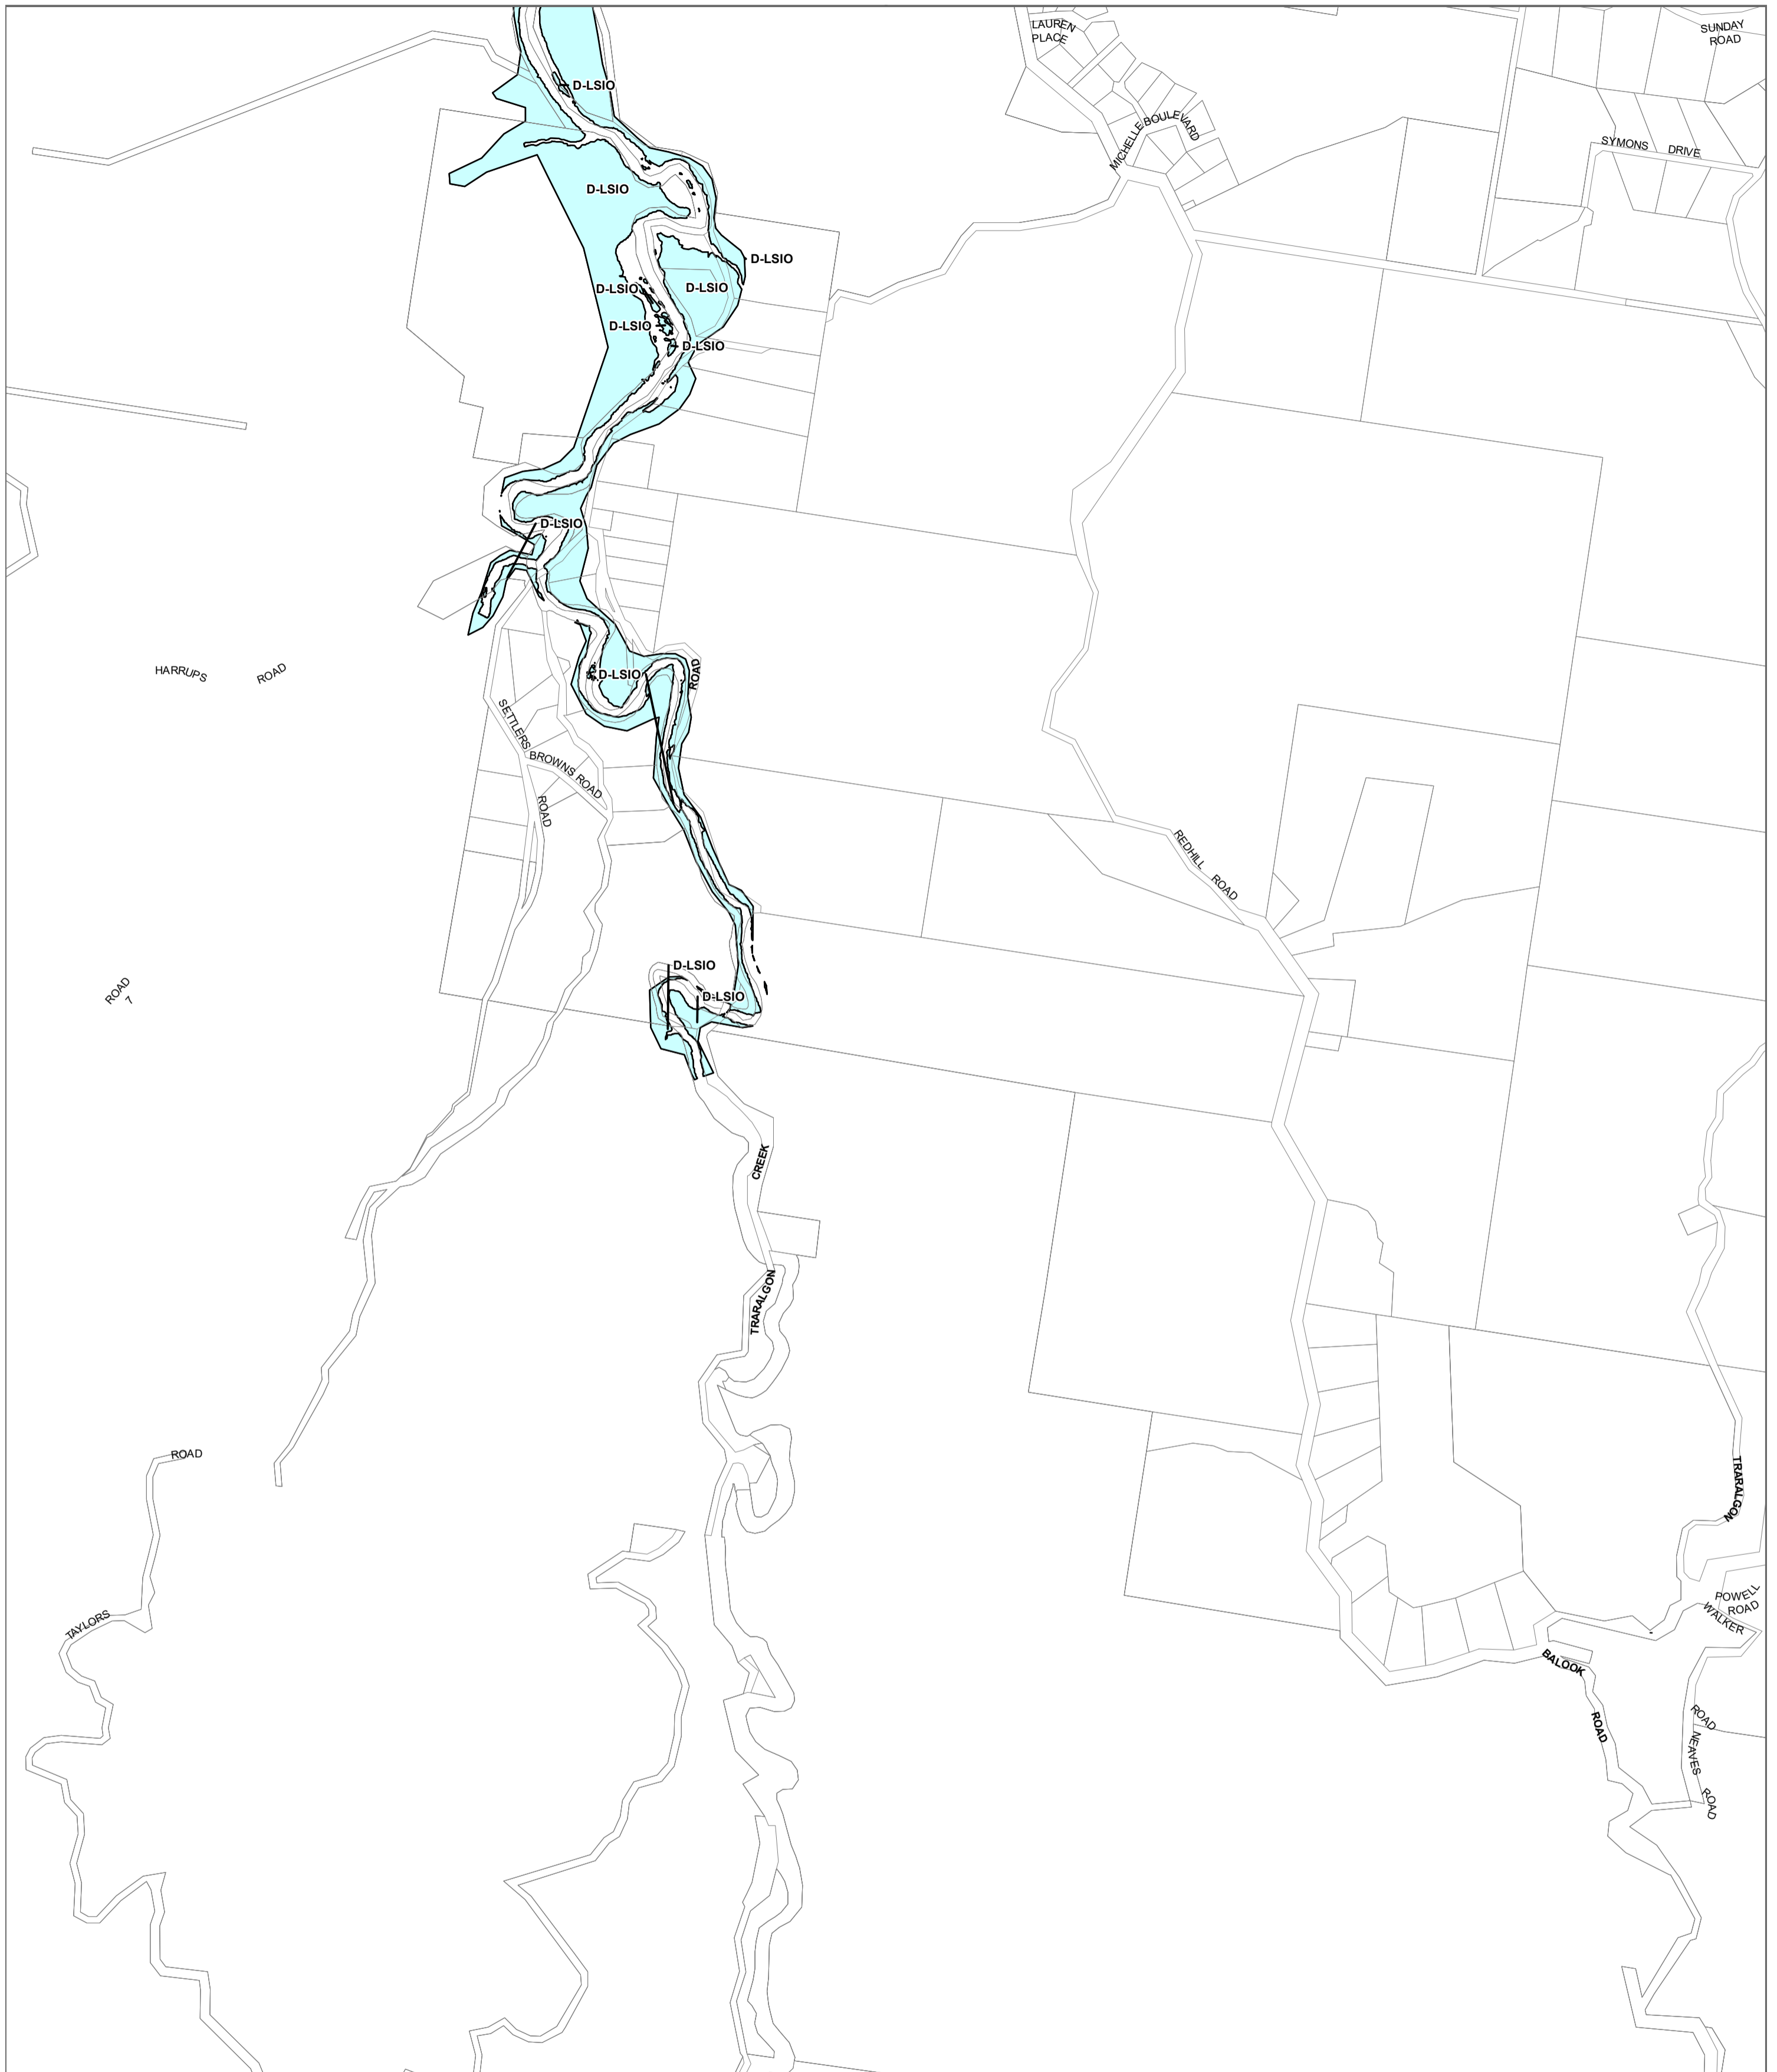 LAUREN
PLACE
SUNDAY
ROAD
D-LSIO
MICHELLE BOULEVARD
SYMONS DRIVE
D-LSIO
D-LSIO
D-LSIO
D-LSIO
D-LSIO
D-LSIO
D-LSIO
HARRUPS ROAD
D-LSIO
ROAD
SETTLERS
BROWNS ROAD
ROAD
REDHILL ROAD
D-LSIO
D-LSIO
ROAD
7
CREEK
TRARALGON
ROAD
TRARALGON
TAYLORS
POWELL
ROAD
WALKER
BALOOK
ROAD
ROAD
NEAVES
ROAD